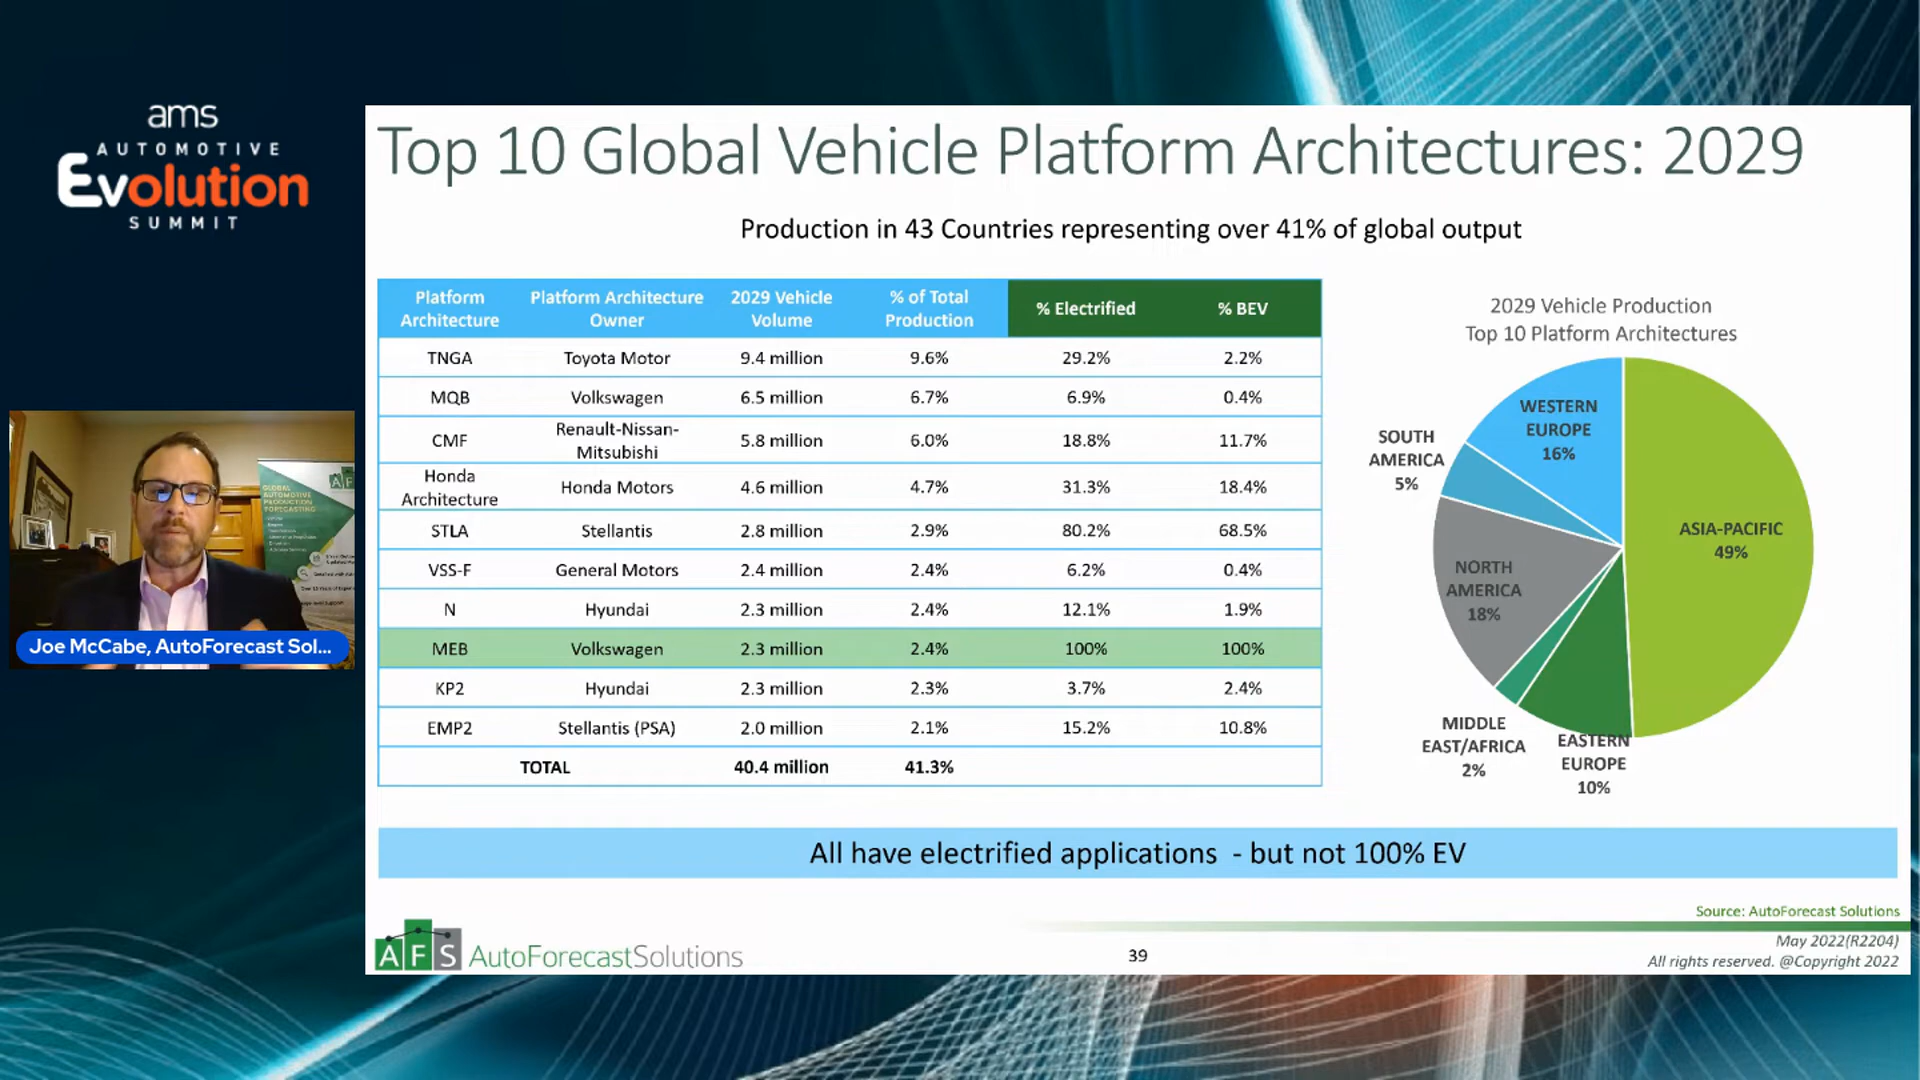 ams
AUTOMOTIVE
Evolution
SUMMIT
Top 10 Global Vehicle Platform Architectures: 2029
Production in 43 Countries representing over 41% of global output
Platform Architecture Platform Architecture Owner 2029 Vehicle Volume % of Total Production % Electrified % BEV
TNGA Toyota Motor 9.4 million 9.6% 29.2% 2.2%
MQB Volkswagen 6.5 million 6.7% 6.9% 0.4%
CMF Renault-Nissan-Mitsubishi 5.8 million 6.0% 18.8% 11.7%
Honda Architecture Honda Motors 4.6 million 4.7% 31.3% 18.4%
STLA Stellantis 2.8 million 2.9% 80.2% 68.5%
VSS-F General Motors 2.4 million 2.4% 6.2% 0.4%
N Hyundai 2.3 million 2.4% 12.1% 1.9%
MEB Volkswagen 2.3 million 2.4% 100% 100%
KP2 Hyundai 2.3 million 2.3% 3.7% 2.4%
EMP2 Stellantis (PSA) 2.0 million 2.1% 15.2% 10.8%
TOTAL 40.4 million 41.3%
2029 Vehicle Production
Top 10 Platform Architectures
WESTERN
EUROPE
16%
SOUTH
AMERICA
5%
ASIA-PACIFIC
49%
NORTH
AMERICA
18%
MIDDLE
EAST/AFRICA
2%
EASTERN
EUROPE
10%
GLOBAL
AUTOMOTIVE
PRODUCTION
FORECASTING
Joe McCabe, AutoForecast Sol...
All have electrified applications - but not 100% EV
Source: AutoForecast Solutions
AFS AutoForecastSolutions
39
May 2022(R2204)
All rights reserved. @Copyright 2022